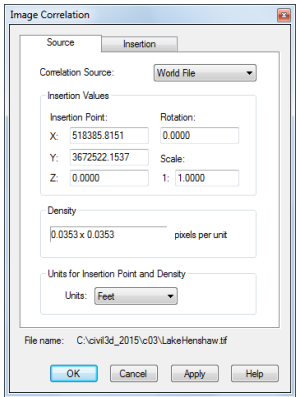 Image Correlation
Source
Insertion
Correlation Source: World File
Insertion Values
Insertion Point: Rotation:
X: 518385.8151 0.0000
Y: 3672522.1537 Scale:
Z: 0.0000 1: 1.0000
Density
0.0353 x 0.0353 pixels per unit
Units for Insertion Point and Density
Units: Feet
File name: C:\civil3d_2015\c03\LakeHenshaw.tif
OK Cancel Apply Help